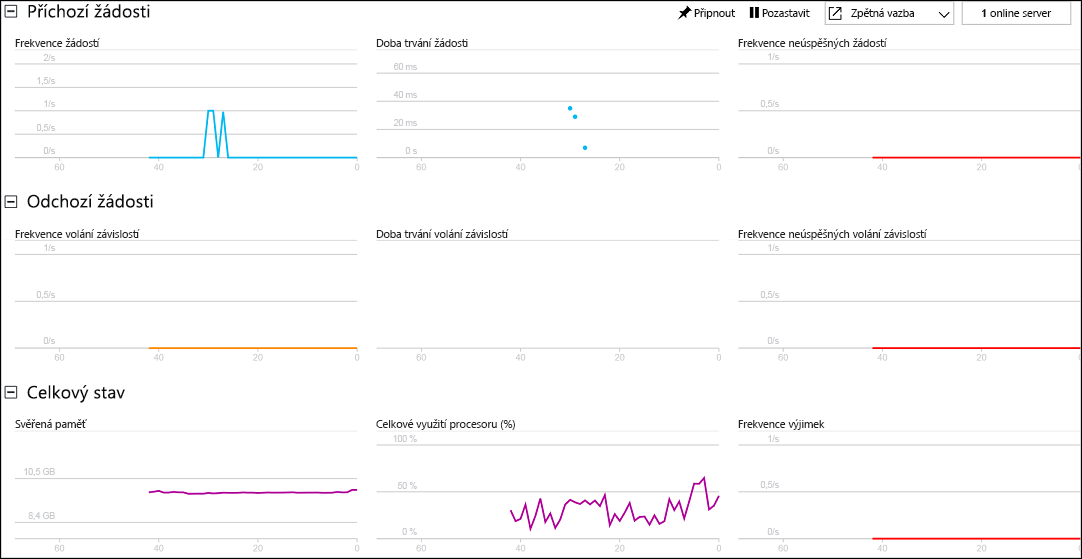 Příchozí žádosti
Připnout Pozastavit Zpětná vazba 1 online server
Frekvence žádostí
2/s
1,5/s
1/s
0,5/s
0/s
60 40 20 0
Doba trvání žádosti
60 ms
40 ms
20 ms
0 s
60 40 20 0
Frekvence neúspěšných žádostí
1/s
0,5/s
0/s
60 40 20 0
Odchozí žádosti
Frekvence volání závislostí
1/s
0,5/s
0/s
60 40 20 0
Doba trvání volání závislostí
60 40 20 0
Frekvence neúspěšných volání závislostí
1/s
0,5/s
0/s
60 40 20 0
Celkový stav
Svěřená paměť
10,5 GB
8,4 GB
60 40 20 0
Celkové využití procesoru (%)
100 %
50 %
0 %
60 40 20 0
Frekvence výjimek
1/s
0,5/s
0/s
60 40 20 0